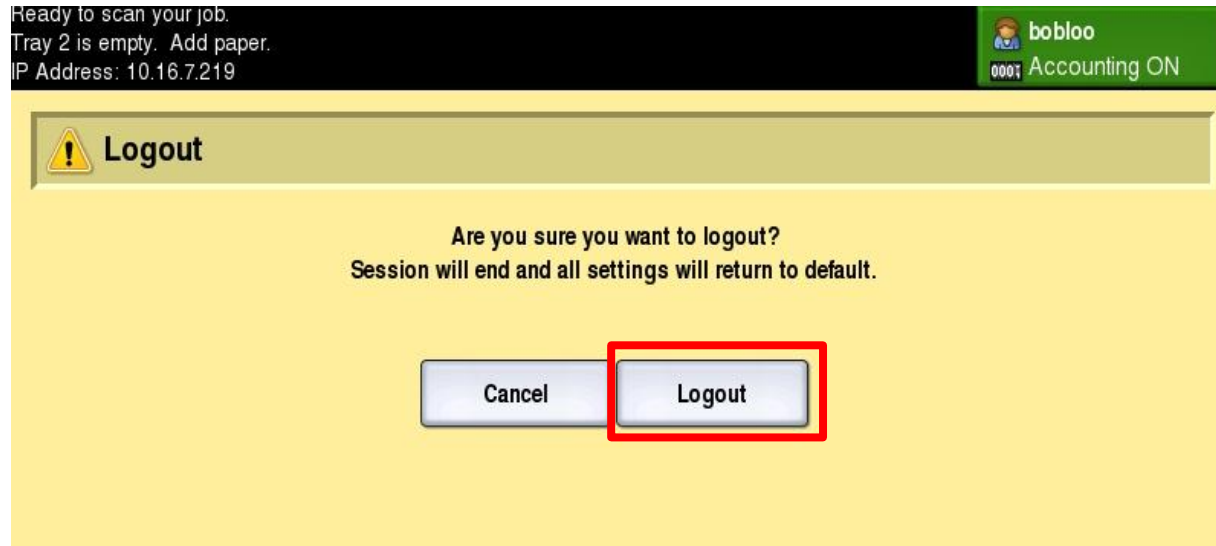 Ready to scan your job.
Tray 2 is empty. Add paper.
IP Address: 10.16.7.219
bobloo
Accounting ON
Logout
Are you sure you want to logout?
Session will end and all settings will return to default.
Cancel
Logout